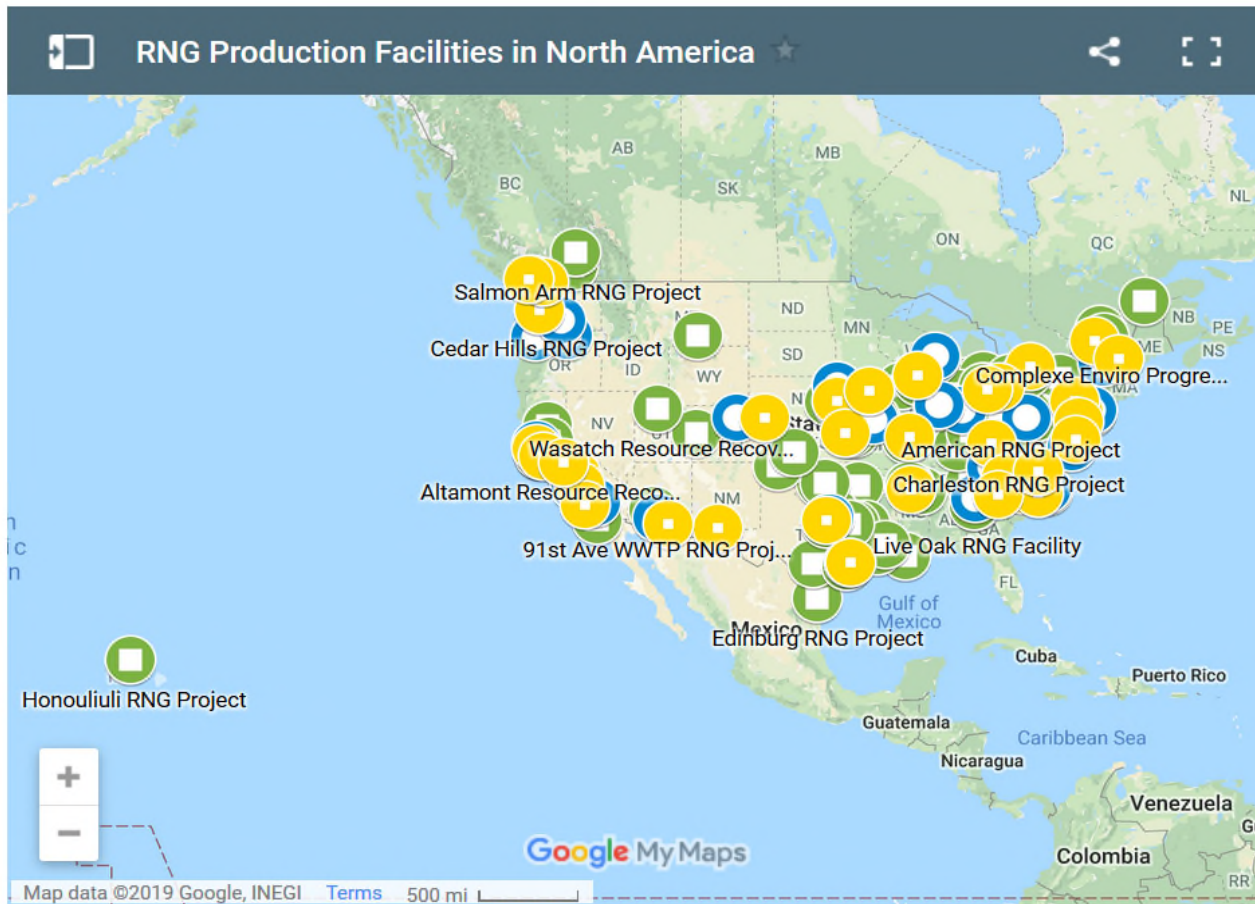 RNG Production Facilities in North America
AB
MB
BC
SK
NL
ON
QC
Salmon Arm RNG Project
ND
MN
NB
PE
ME
NS
Cedar Hills RNG Project
OR
ID
SD
WY
Complexe Enviro Progre...
MA
NV
Wasatch Resource Recov...
American RNG Project
Altamont Resource Reco...
NM
Charleston RNG Project
91st Ave WWTP RNG Proj...
Live Oak RNG Facility
FL
Gulf of
Mexico
Mexico
Edinburg RNG Project
Cuba
Puerto Rico
Honouliuli RNG Project
Guatemala
Caribbean Sea
Nicaragua
+
Venezuela
−
Google My Maps
Colombia
RR
Map data ©2019 Google, INEGI Terms 500 mi